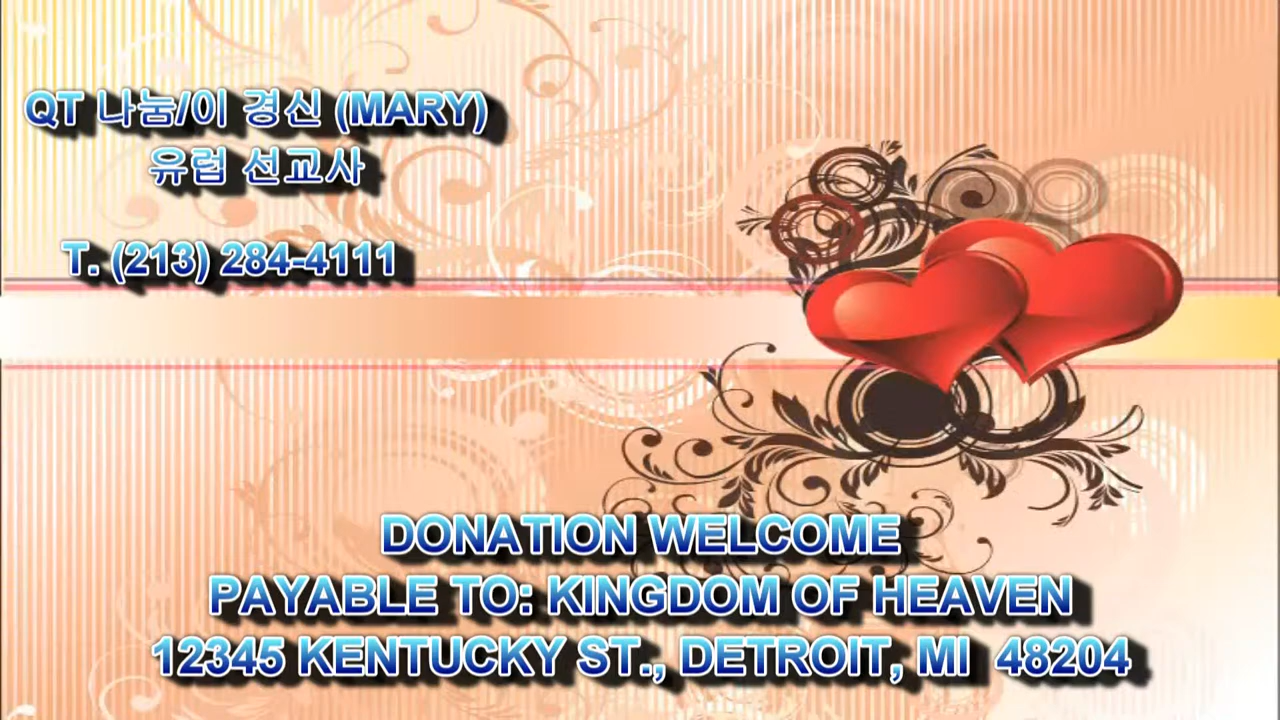 QT 나눔/이 경신 (MARY)
유럽 선교사
T. (213) 284-4111
DONATION WELCOME
PAYABLE TO: KINGDOM OF HEAVEN
12345 KENTUCKY ST., DETROIT, MI  48204